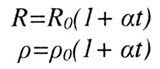 R=R₀(1+ αt)
ρ=ρ₀(1+ αt)